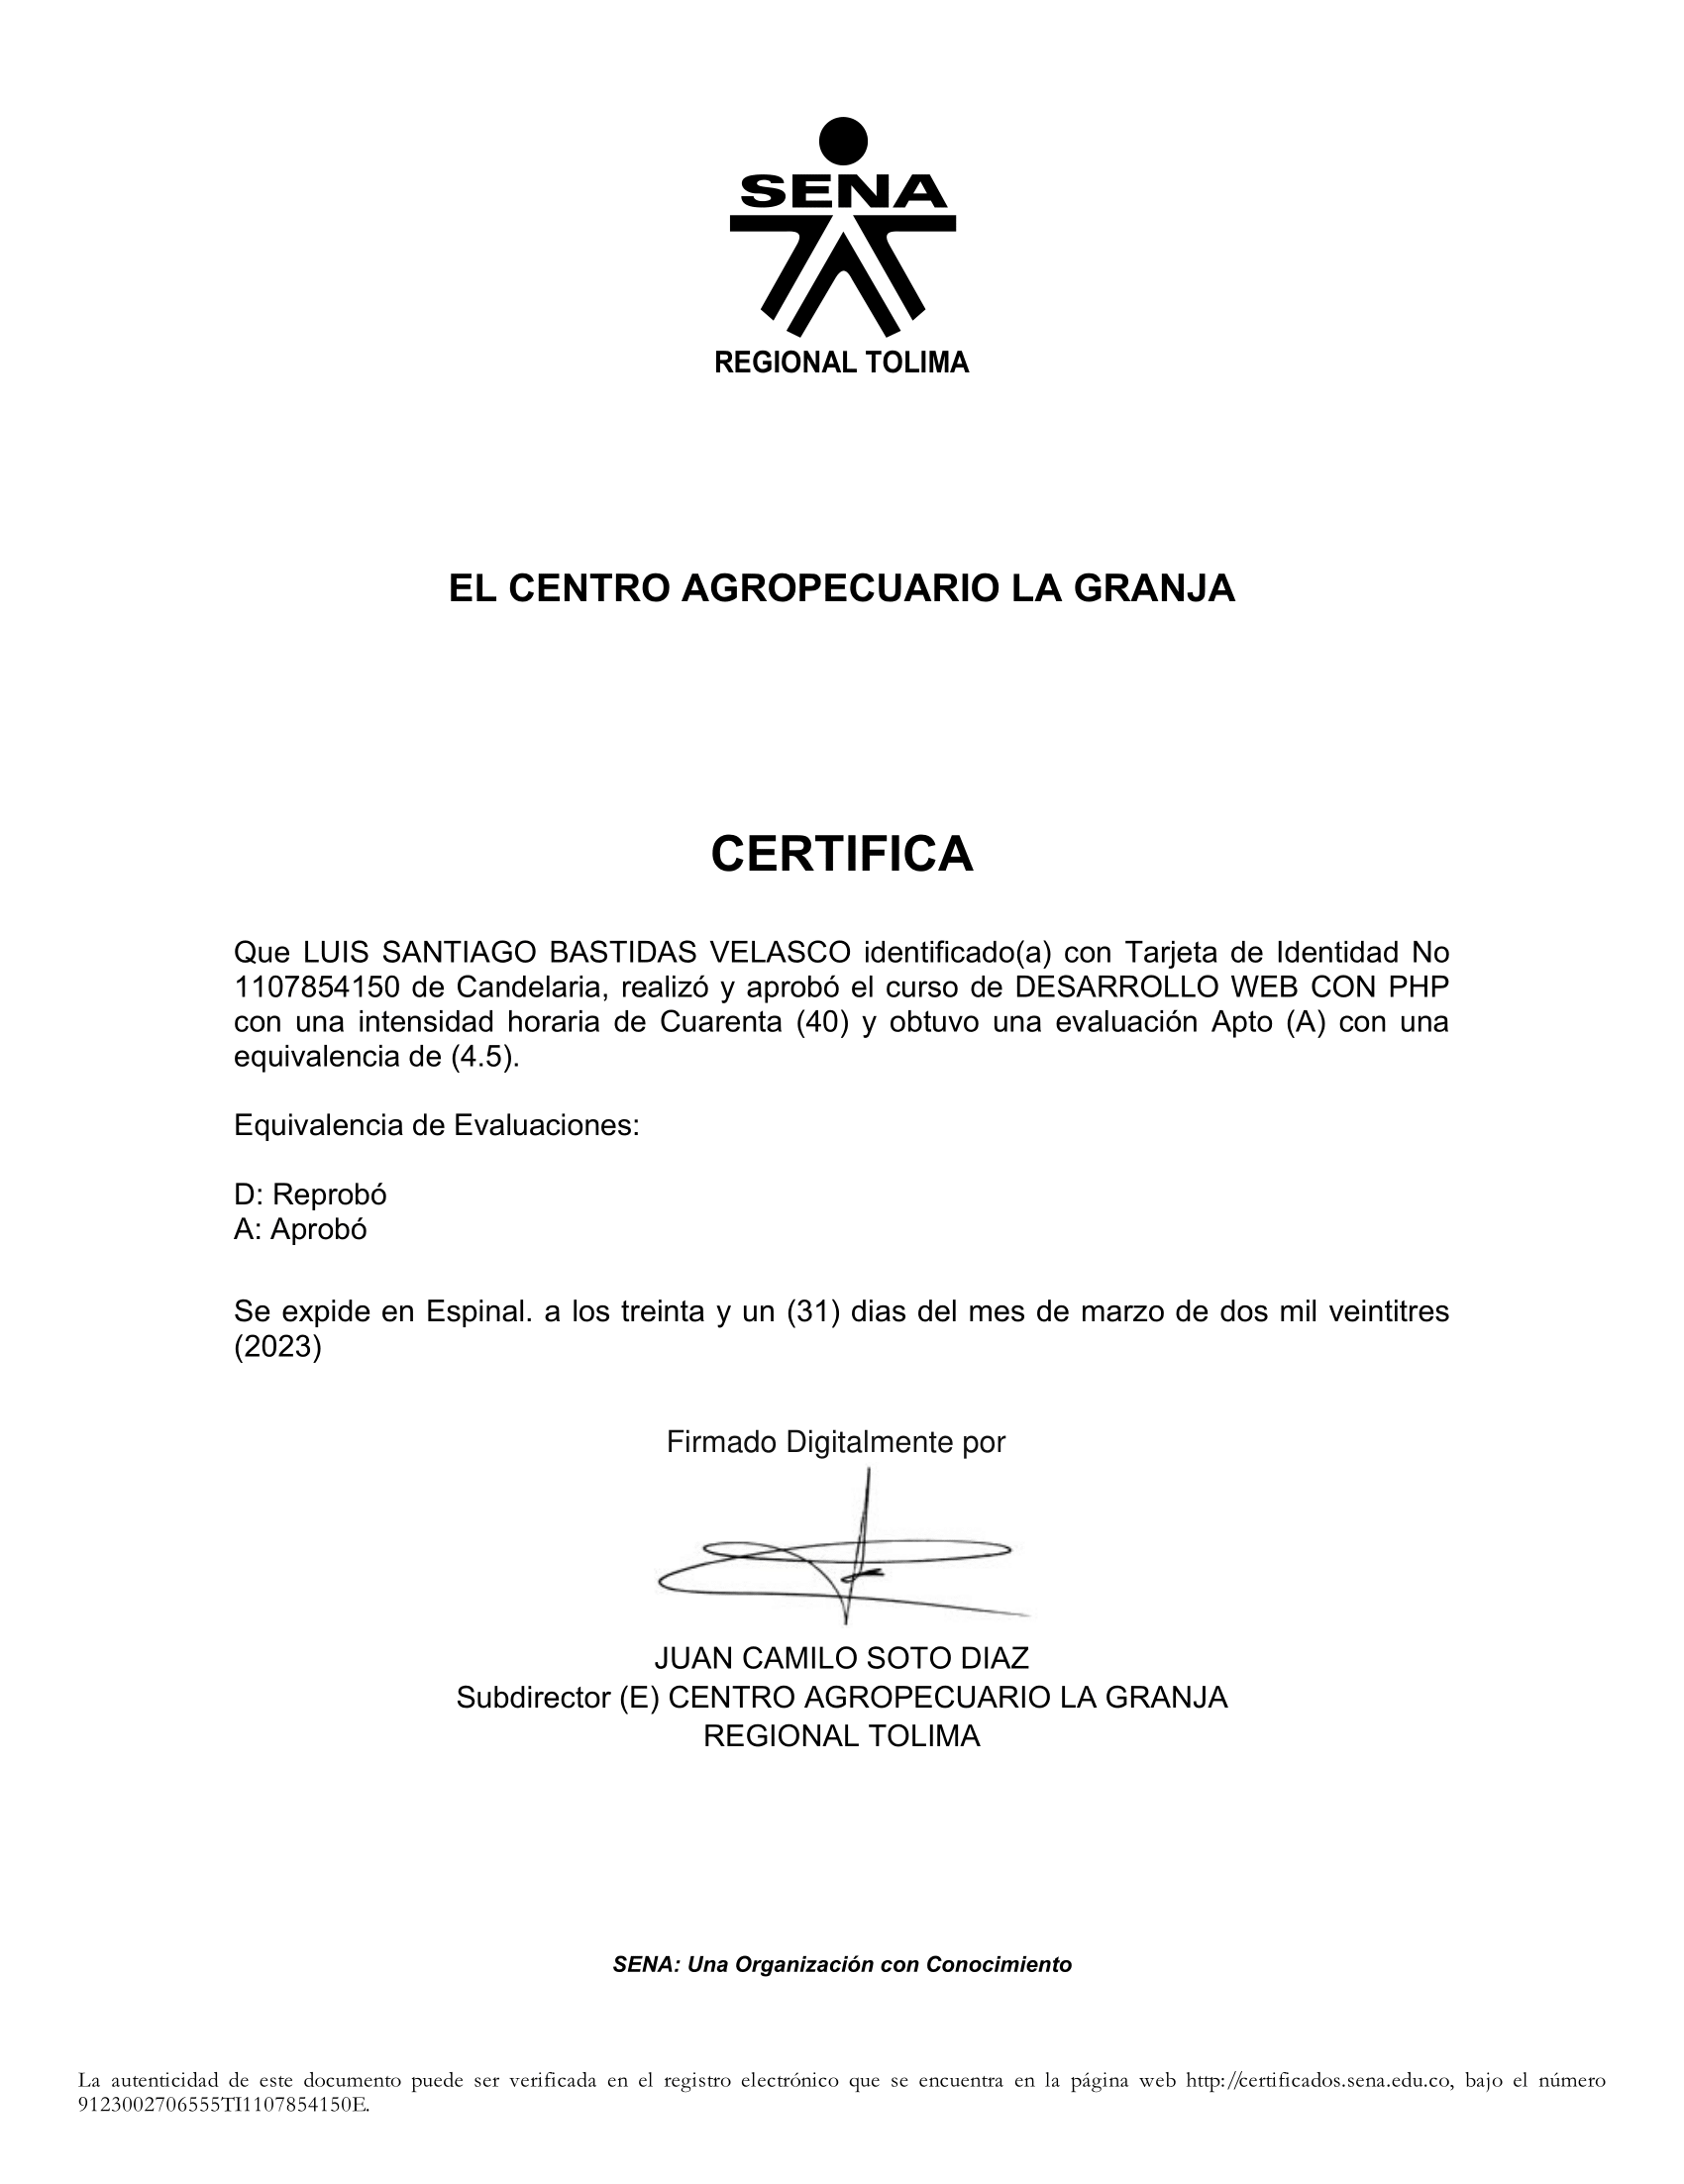 SENA
REGIONAL TOLIMA
EL CENTRO AGROPECUARIO LA GRANJA
CERTIFICA
Que LUIS SANTIAGO BASTIDAS VELASCO identificado(a) con Tarjeta de Identidad No
1107854150 de Candelaria, realizó y aprobó el curso de DESARROLLO WEB CON PHP
con una intensidad horaria de Cuarenta (40) y obtuvo una evaluación Apto (A) con una
equivalencia de (4.5).
Equivalencia de Evaluaciones:
D: Reprobó
A: Aprobó
Se expide en Espinal. a los treinta y un (31) dias del mes de marzo de dos mil veintitres
(2023)
Firmado Digitalmente por
JUAN CAMILO SOTO DIAZ
Subdirector (E) CENTRO AGROPECUARIO LA GRANJA
REGIONAL TOLIMA
SENA: Una Organización con Conocimiento
La autenticidad de este documento puede ser verificada en el registro electrónico que se encuentra en la página web http://certificados.sena.edu.co, bajo el número
9123002706555TI1107854150E.